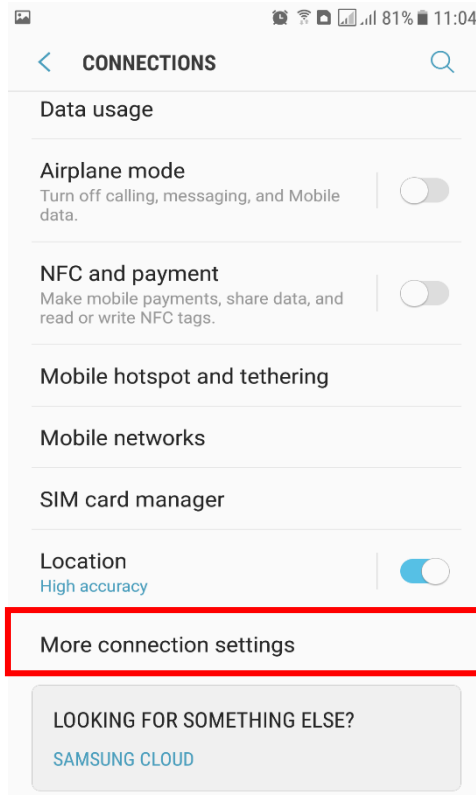 81% 11:04
CONNECTIONS
Data usage
Airplane mode
Turn off calling, messaging, and Mobile
data.
NFC and payment
Make mobile payments, share data, and
read or write NFC tags.
Mobile hotspot and tethering
Mobile networks
SIM card manager
Location
High accuracy
More connection settings
LOOKING FOR SOMETHING ELSE?
SAMSUNG CLOUD